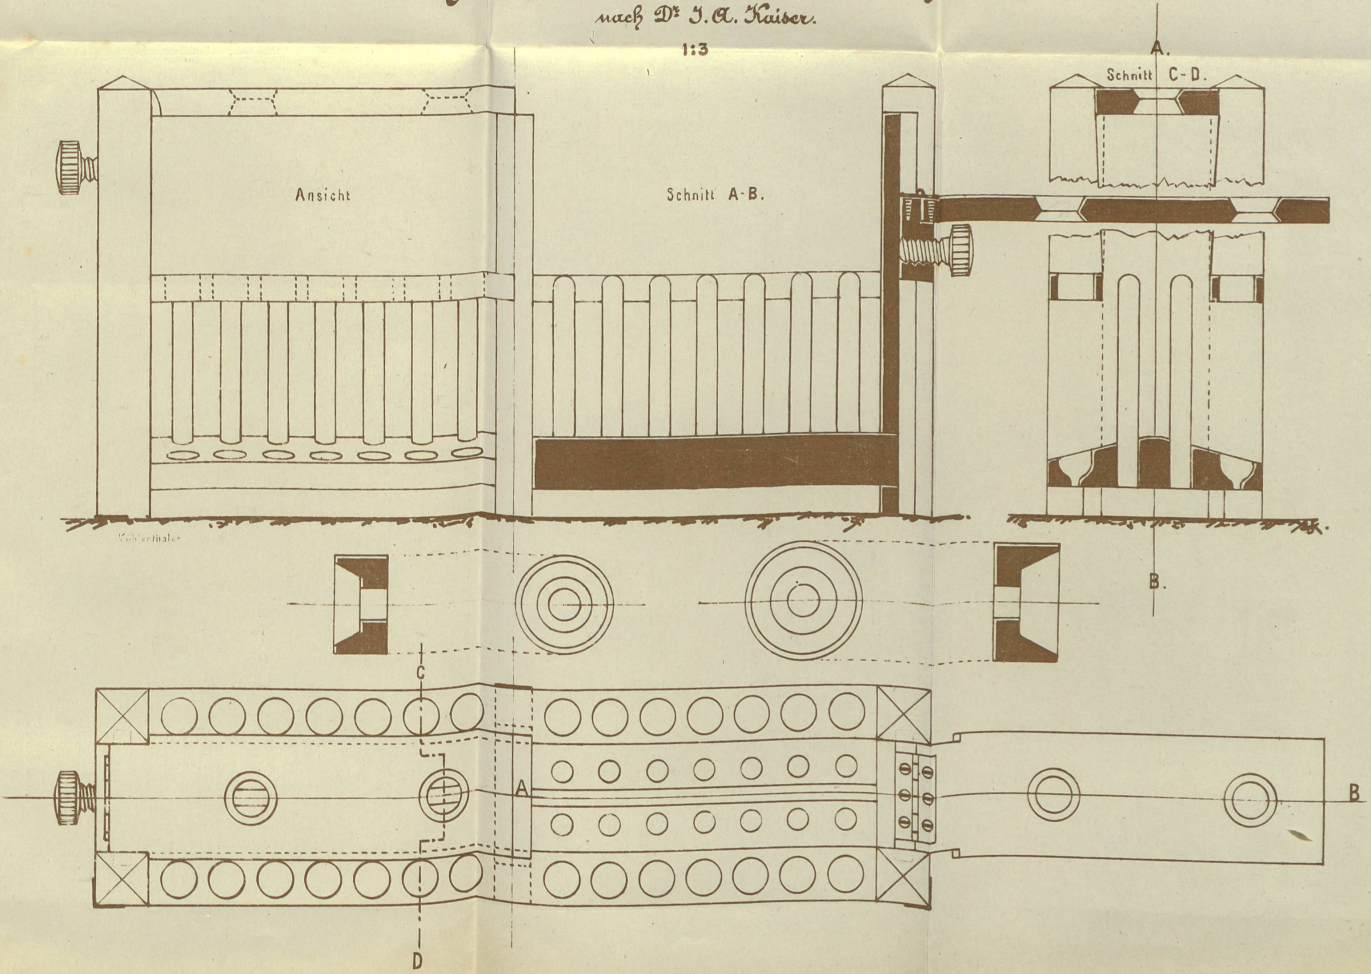 nach Dr. J. A. Kaiser.
1:3
A.
Schnitt C-D.
Ansicht
Schnitt A-B.
B.
C
A
B
D